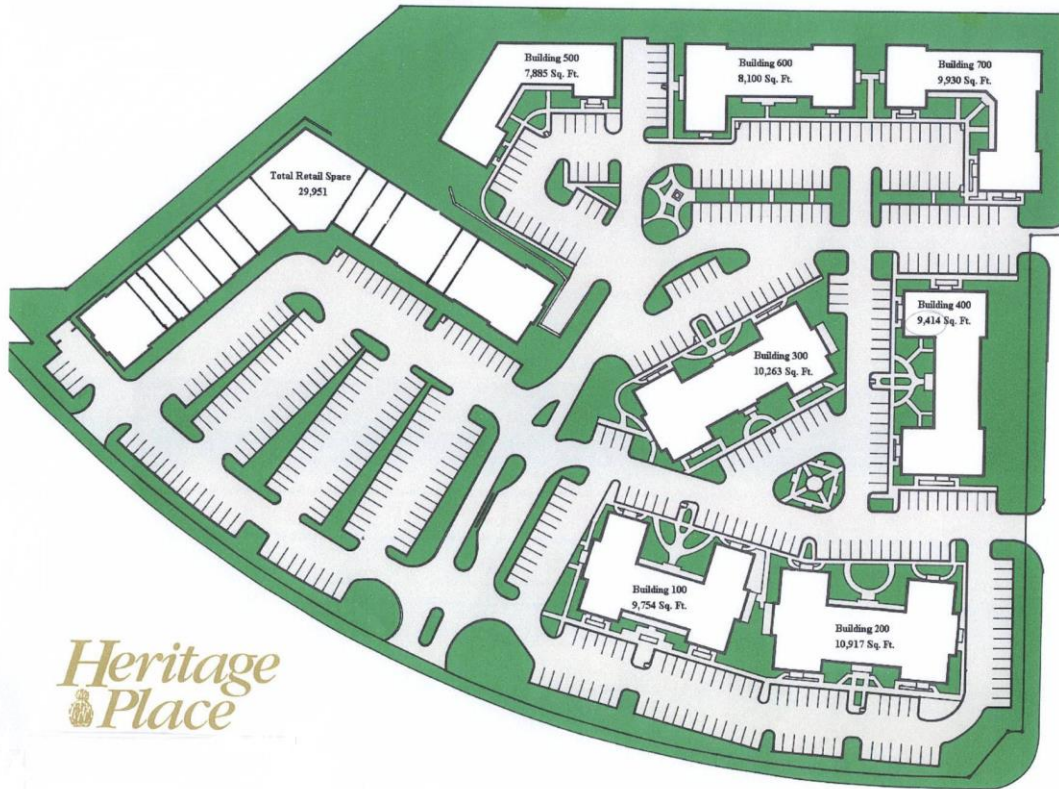 Building 500
7,885 Sq. Ft.
Building 600
8,100 Sq. Ft.
Building 700
9,930 Sq. Ft.
Total Retail Space
29,951
Building 400
9,414 Sq. Ft.
Building 300
10,263 Sq. Ft.
Building 100
9,754 Sq. Ft.
Building 200
10,917 Sq. Ft.
Heritage
Place